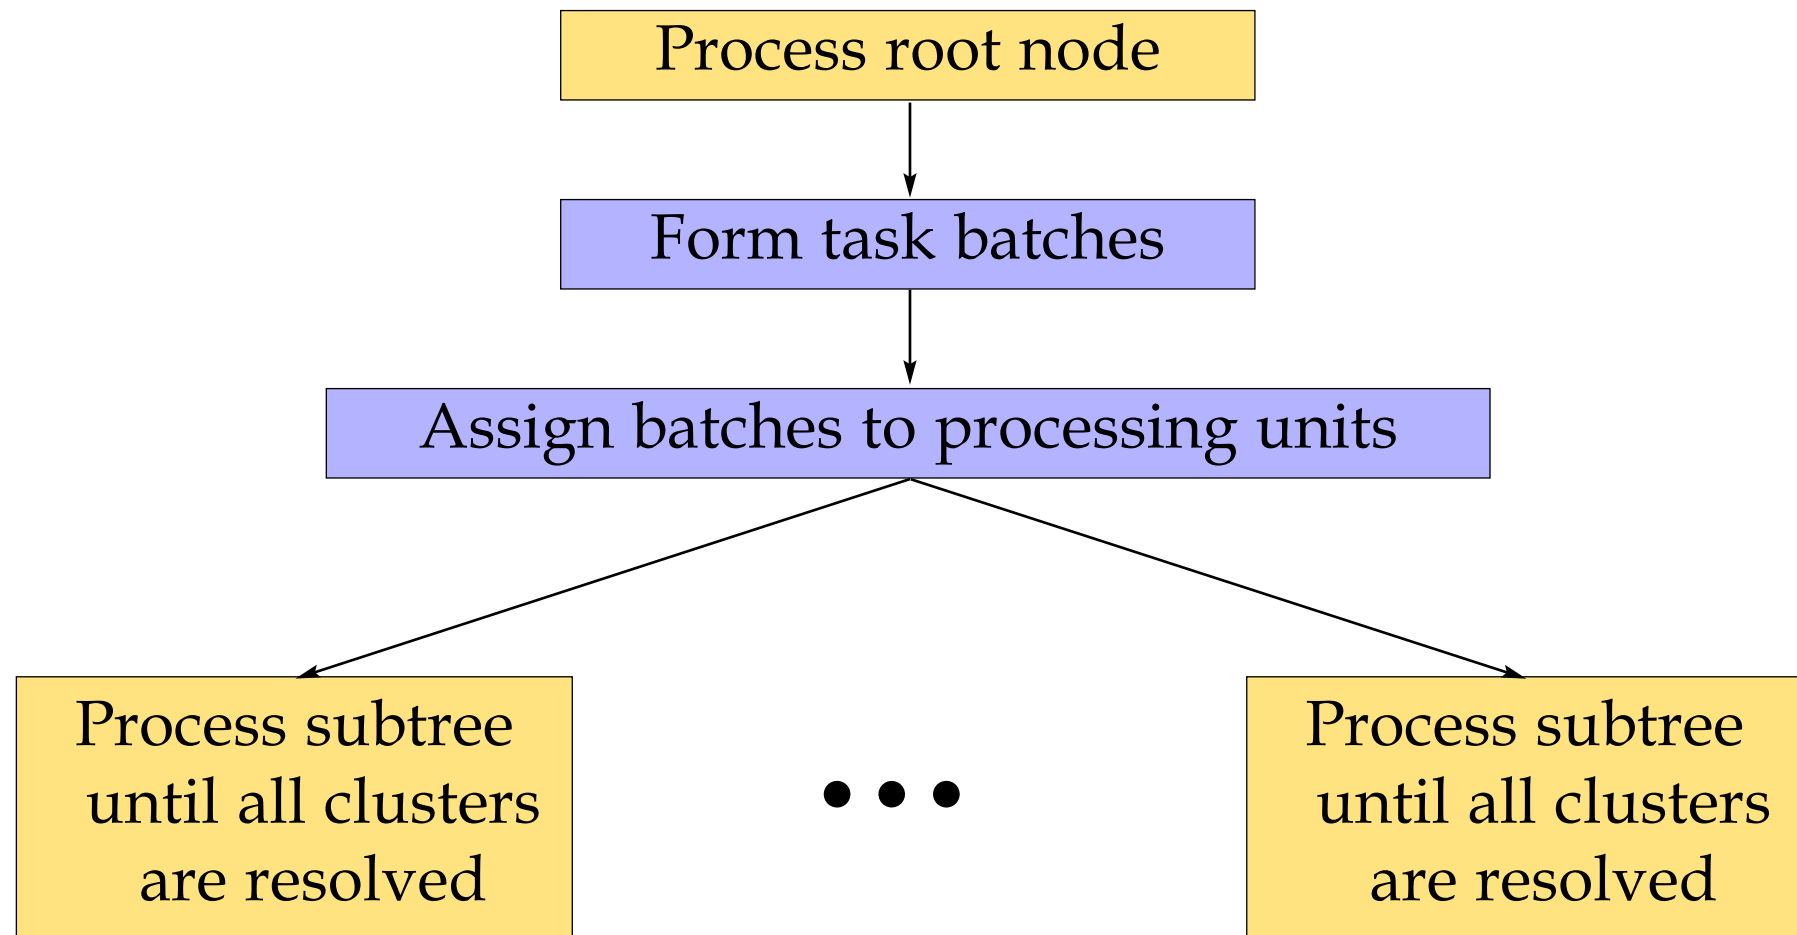 Process root node
Form task batches
Assign batches to processing units
Process subtree
until all clusters
are resolved
Process subtree
until all clusters
are resolved